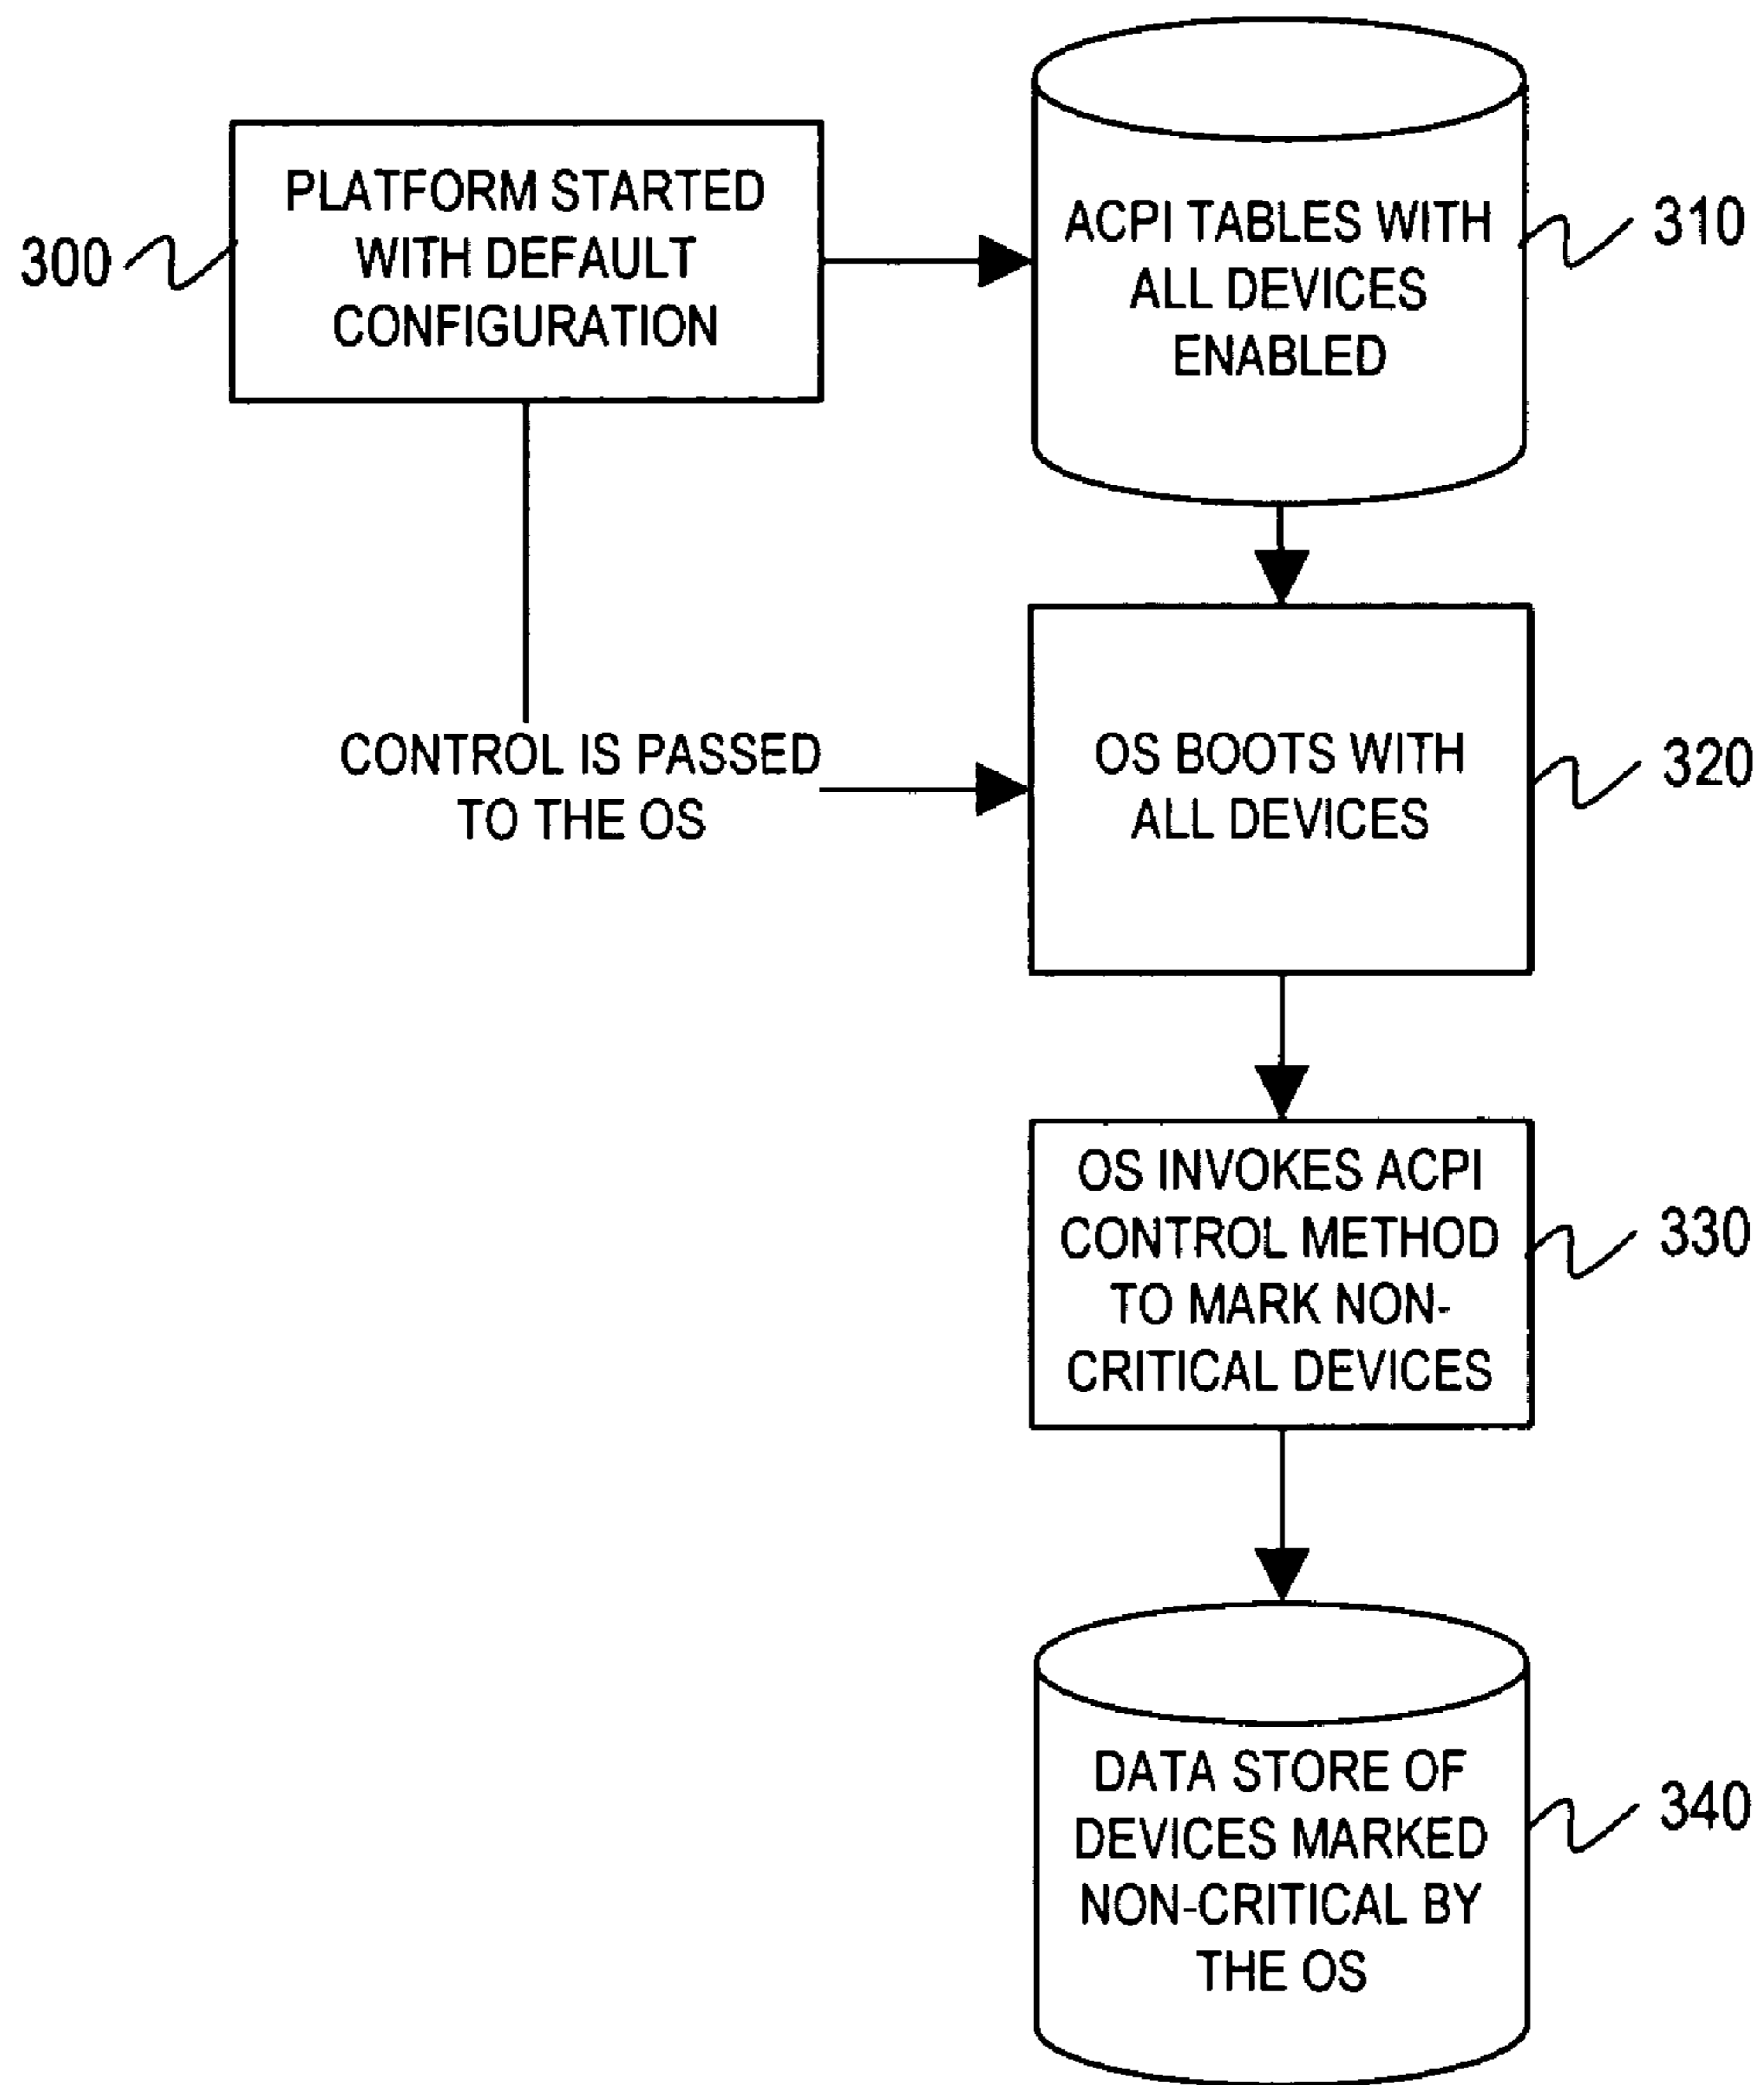 PLATFORM STARTED
WITH DEFAULT
CONFIGURATION
300
ACPI TABLES WITH
ALL DEVICES
ENABLED
310
CONTROL IS PASSED
TO THE OS
OS BOOTS WITH
ALL DEVICES
320
OS INVOKES ACPI
CONTROL METHOD
TO MARK NON-
CRITICAL DEVICES
330
DATA STORE OF
DEVICES MARKED
NON-CRITICAL BY
THE OS
340